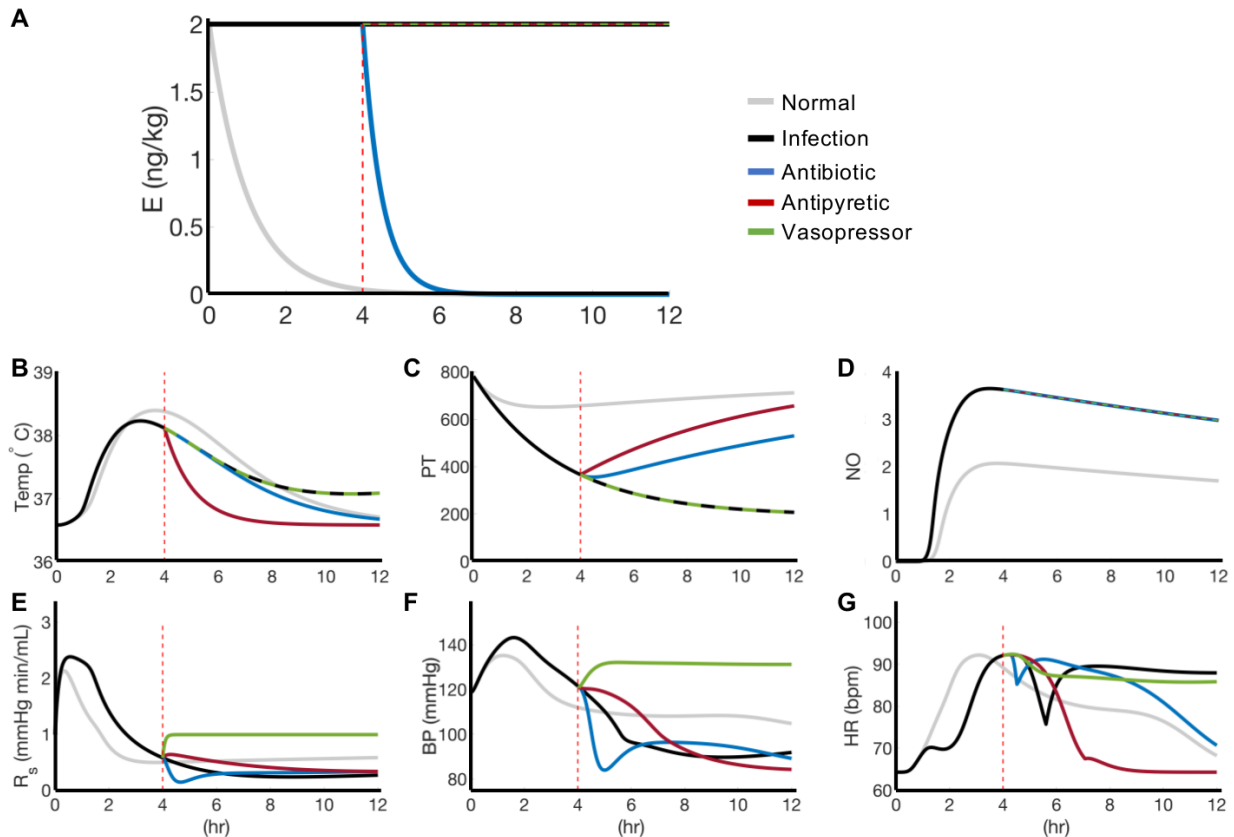 A
E (ng/kg)
2
1.5
1
0.5
0
0 2 4 6 8 10 12
Normal
Infection
Antibiotic
Antipyretic
Vasopressor
B
Temp (° C)
39
38
37
36
0 2 4 6 8 10 12
C
PT
800
600
400
200
0
0 2 4 6 8 10 12
D
NO
4
3
2
1
0
0 2 4 6 8 10 12
E
Rs (mmHg min/mL)
3
2
1
0
0 2 4 6 8 10 12
(hr)
F
BP (mmHg)
140
120
100
80
0 2 4 6 8 10 12
(hr)
G
HR (bpm)
100
90
80
70
60
0 2 4 6 8 10 12
(hr)